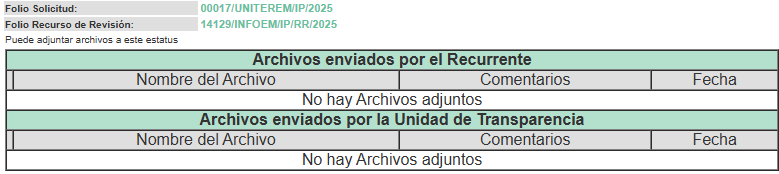 Folio Solicitud: 00017/UNITEREM/IP/2025
Folio Recurso de Revisión: 14129/INFOEM/IP/RR/2025
Puede adjuntar archivos a este estatus
Archivos enviados por el Recurrente
Nombre del Archivo Comentarios Fecha
No hay Archivos adjuntos
Archivos enviados por la Unidad de Transparencia
Nombre del Archivo Comentarios Fecha
No hay Archivos adjuntos